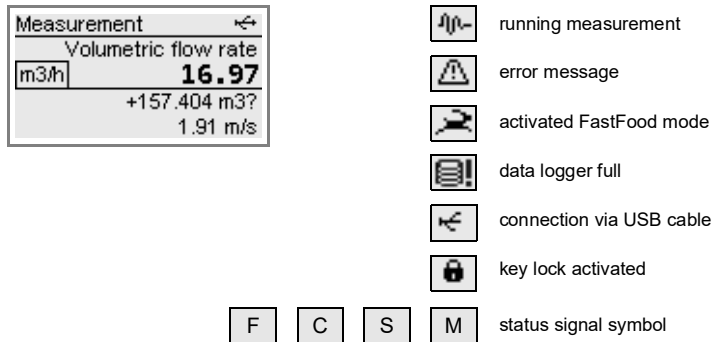 Measurement
Volumetric flow rate
m3/h 16.97
+157.404 m3?
1.91 m/s
running measurement
error message
activated FastFood mode
data logger full
connection via USB cable
key lock activated
F C S M status signal symbol